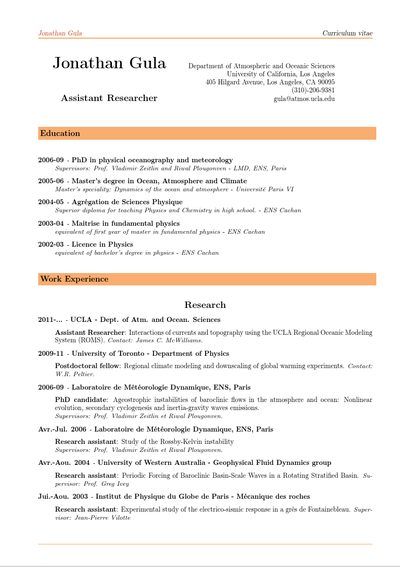 Jonathan Gula Curriculum vitae
Jonathan Gula
Assistant Researcher
Department of Atmospheric and Oceanic Sciences
University of California, Los Angeles
405 Hilgard Avenue, Los Angeles, CA 90095
(310)-206-9381
gula@atmos.ucla.edu
Education
2006-09 - PhD in physical oceanography and meteorology
Supervisors: Prof. Vladimir Zeitlin and Riwal Plougonven - LMD, ENS, Paris
2005-06 - Master's degree in Ocean, Atmosphere and Climate
Master's speciality: Dynamics of the ocean and atmosphere - Université Paris VI
2004-05 - Agrégation de Sciences Physique
Superior diploma for teaching Physics and Chemistry in high school. - ENS Cachan
2003-04 - Maitrise in fundamental physics
equivalent of first year of master in fundamental physics - ENS Cachan
2002-03 - Licence in Physics
equivalent of bachelor's degree in physics - ENS Cachan
Work Experience
Research
2011-... - UCLA - Dept. of Atm. and Ocean. Sciences
Assistant Researcher: Interactions of currents and topography using the UCLA Regional Oceanic Modeling
System (ROMS). Contact: James C. McWilliams.
2009-11 - University of Toronto - Department of Physics
Postdoctoral fellow: Regional climate modeling and downscaling of global warming experiments. Contact:
W.R. Peltier.
2006-09 - Laboratoire de Météorologie Dynamique, ENS, Paris
PhD candidate: Ageostrophic instabilities of baroclinic flows in the atmosphere and ocean: Nonlinear
evolution, secondary cyclogenesis and inertia-gravity waves emissions.
Supervisors: Prof. Vladimir Zeitlin et Riwal Plougonven.
Avr.-Jul. 2006 - Laboratoire de Météorologie Dynamique, ENS, Paris
Research assistant: Study of the Rossby-Kelvin instability
Supervisors: Prof. Vladimir Zeitlin et Riwal Plougonven.
Avr.-Aou. 2004 - University of Western Australia - Geophysical Fluid Dynamics group
Research assistant: Periodic Forcing of Baroclinic Basin-Scale Waves in a Rotating Stratified Basin. Su-
pervisor: Prof. Greg Ivey
Jui.-Aou. 2003 - Institut de Physique du Globe de Paris - Mécanique des roches
Research assistant: Experimental study of the electrico-sismic response in a grès de Fontainebleau. Super-
visor: Jean-Pierre Vilotte